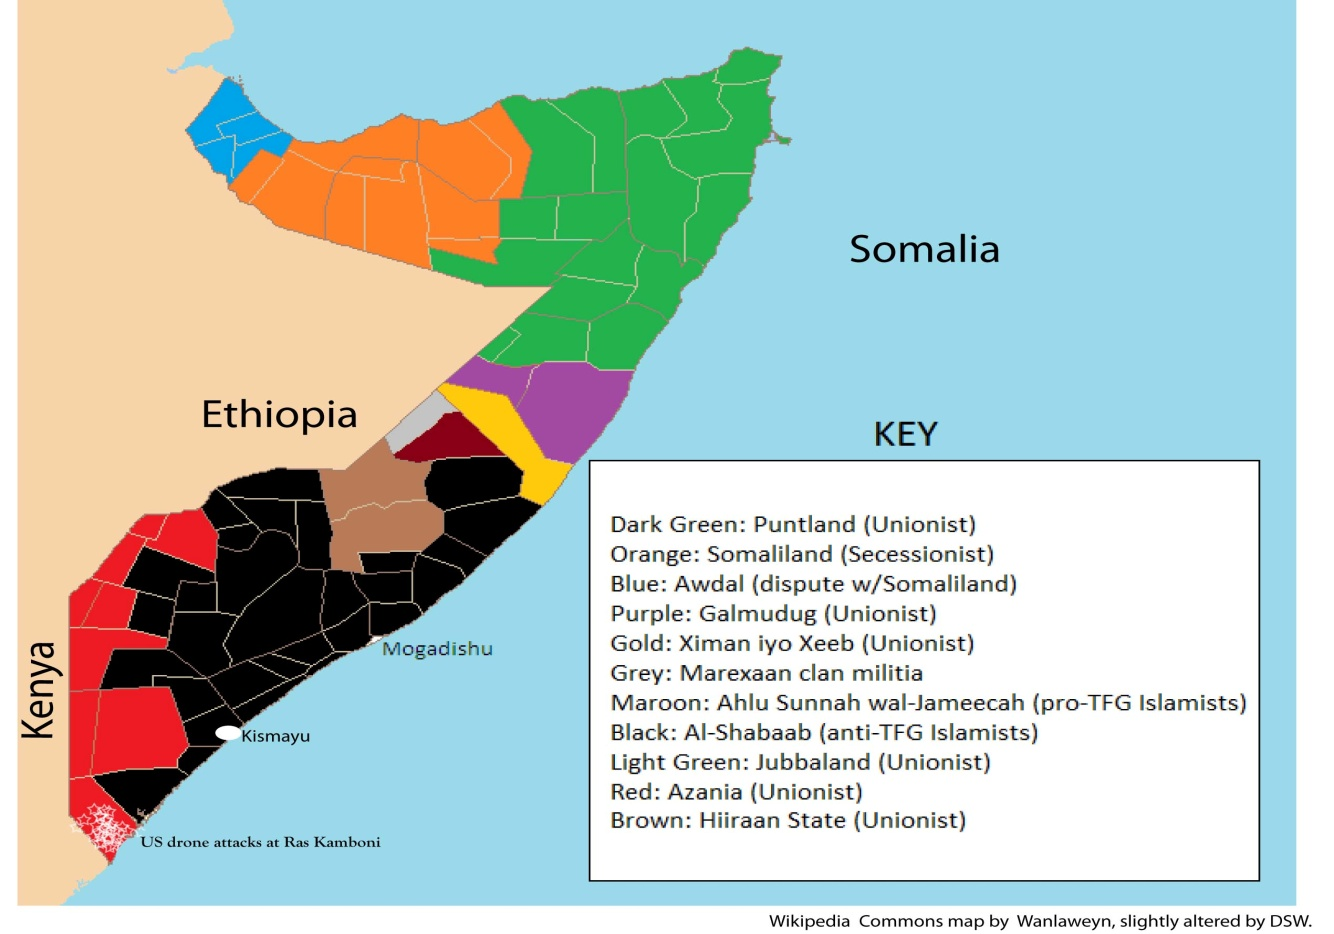 Somalia
Ethiopia
KEY
Dark Green: Puntland (Unionist)
Orange: Somaliland (Secessionist)
Blue: Awdal (dispute w/Somaliland)
Purple: Galmudug (Unionist)
Gold: Ximan iyo Xeeb (Unionist)
Grey: Marexaan clan militia
Maroon: Ahlu Sunnah wal-Jameecah (pro-TFG Islamists)
Black: Al-Shabaab (anti-TFG Islamists)
Light Green: Jubbaland (Unionist)
Red: Azania (Unionist)
Brown: Hiiraan State (Unionist)
Kenya
Mogadishu
Kismayu
US drone attacks at Ras Kamboni
Wikipedia Commons map by Wanlaweyn, slightly altered by DSW.